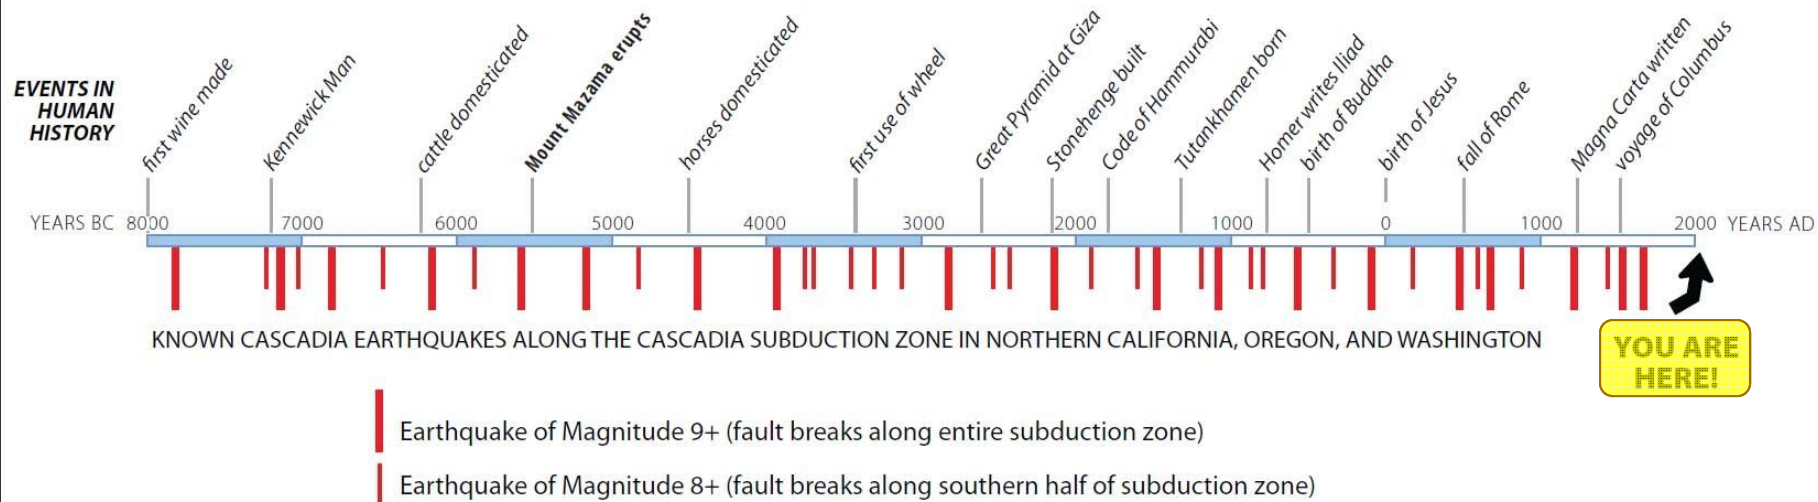 EVENTS IN
HUMAN
HISTORY
first wine made
Kennewick Man
cattle domesticated
Mount Mazama erupts
horses domesticated
first use of wheel
Great Pyramid at Giza
Stonehenge built
Code of Hammurabi
Tutankhamen born
Homer writes Iliad
birth of Buddha
birth of Jesus
fall of Rome
Magna Carta written
voyage of Columbus
YEARS BC 8000 7000 6000 5000 4000 3000 2000 1000 0 1000 2000 YEARS AD
KNOWN CASCADIA EARTHQUAKES ALONG THE CASCADIA SUBDUCTION ZONE IN NORTHERN CALIFORNIA, OREGON, AND WASHINGTON
YOU ARE
HERE!
Earthquake of Magnitude 9+ (fault breaks along entire subduction zone)
Earthquake of Magnitude 8+ (fault breaks along southern half of subduction zone)